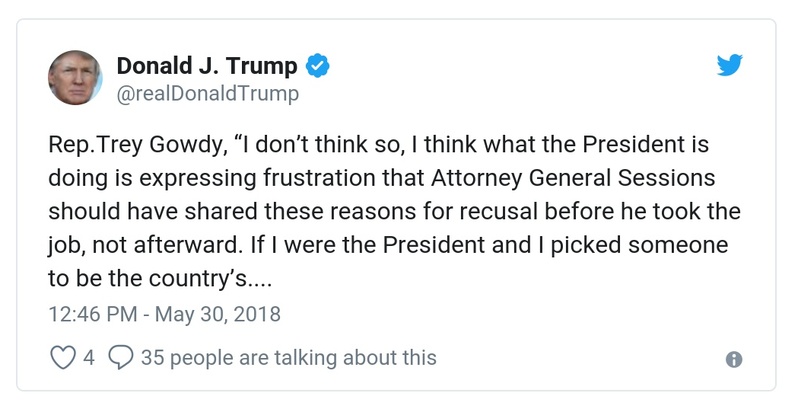 Donald J. Trump
@realDonaldTrump
Rep.Trey Gowdy, “I don’t think so, I think what the President is
doing is expressing frustration that Attorney General Sessions
should have shared these reasons for recusal before he took the
job, not afterward. If I were the President and I picked someone
to be the country’s....
12:46 PM - May 30, 2018
4 35 people are talking about this